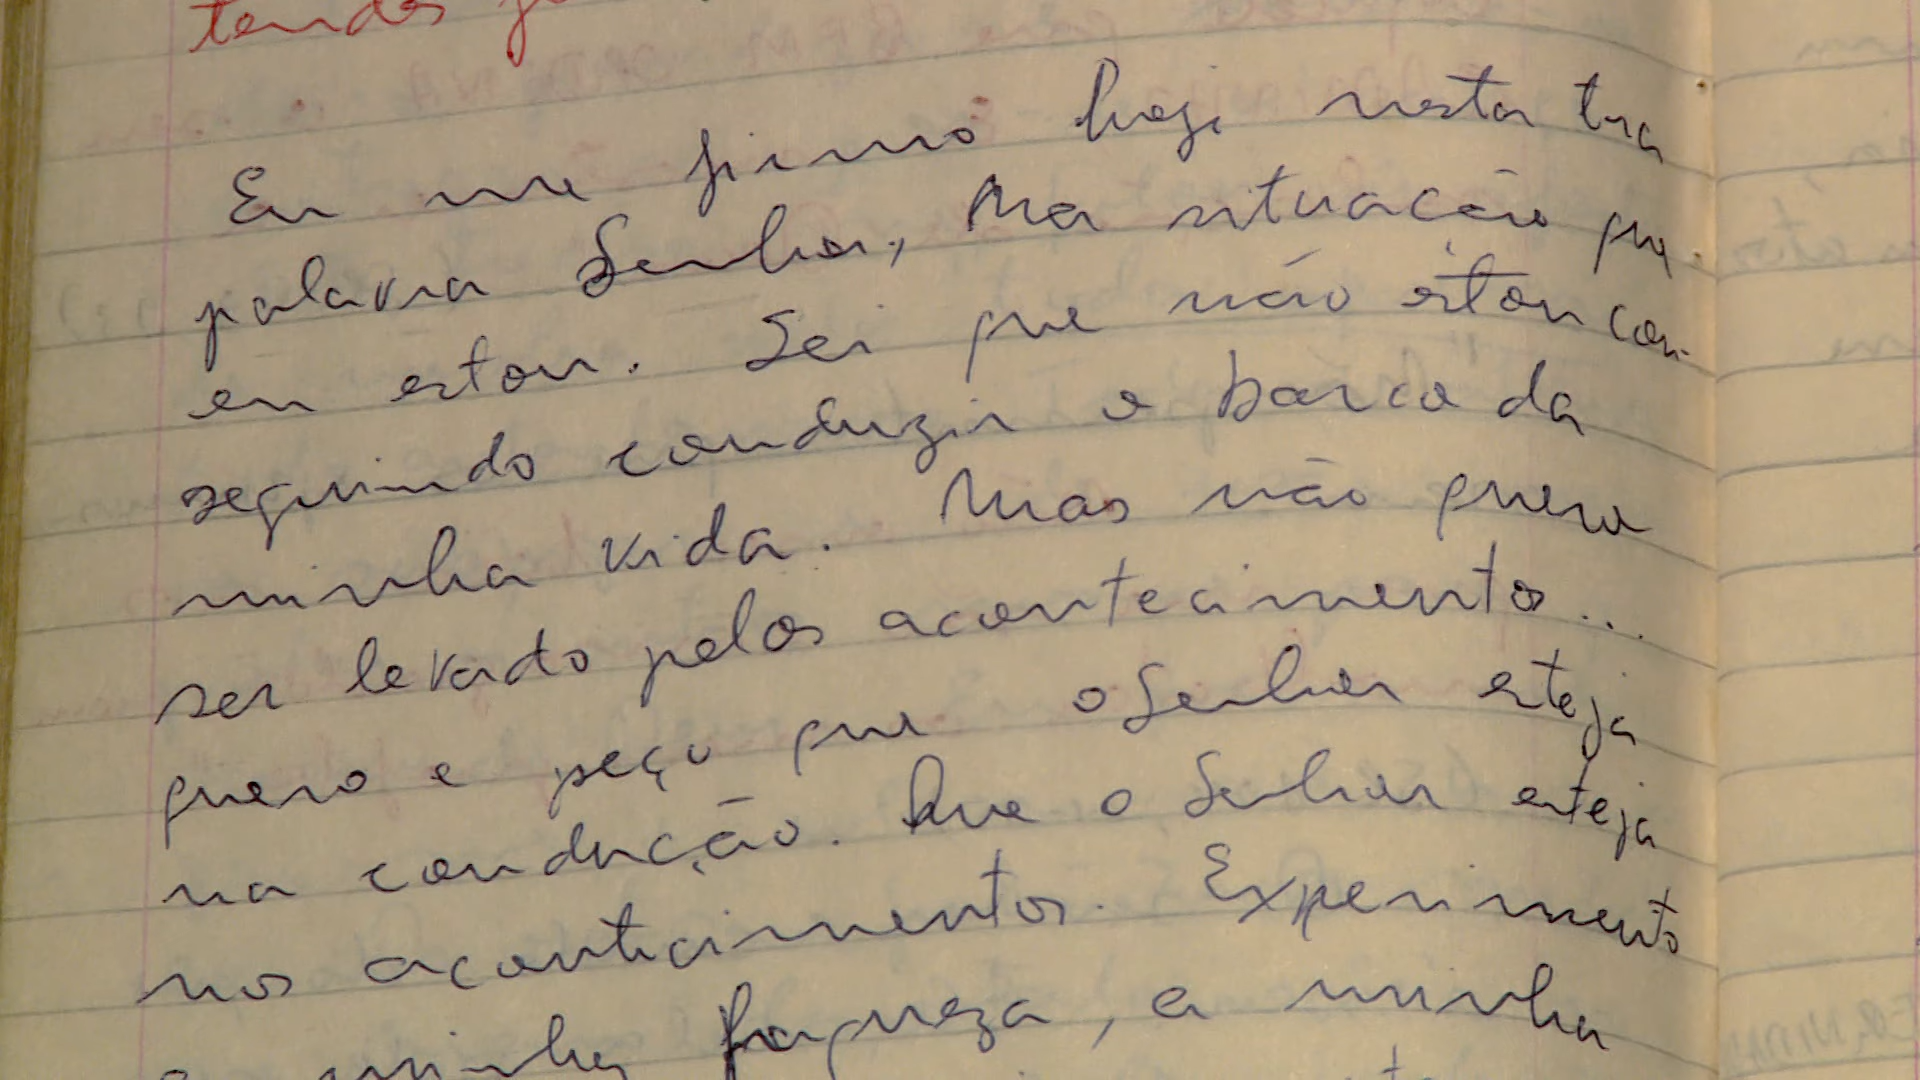 tendes
Eu me firmo hoje nesta tua
palavra Senhor, Na situação que
eu estou. Sei que não estou con-
seguindo conduzir o barco da
minha vida. Mas não quero
ser levado pelos acontecimentos...
quero e peço que o Senhor esteja
na condução. Que o Senhor esteja
nos acontecimentos. Experimento
a minha fraqueza, a minha